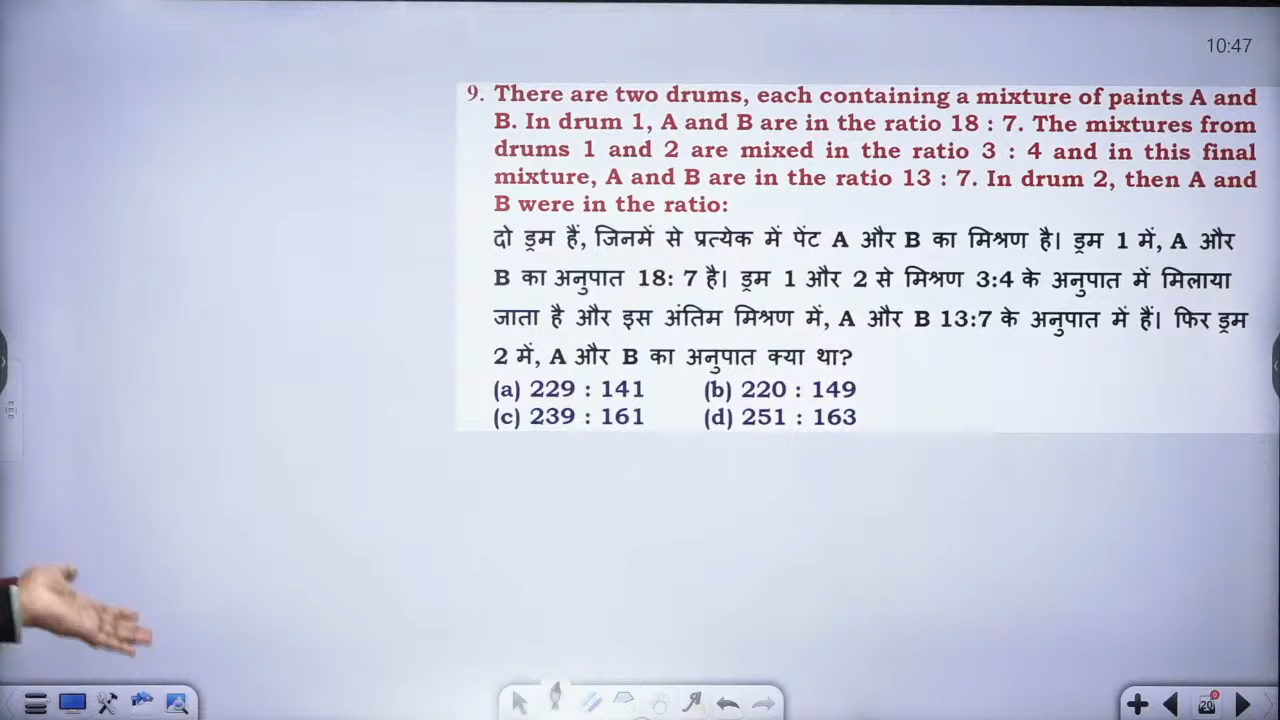 10:47
9. There are two drums, each containing a mixture of paints A and
B. In drum 1, A and B are in the ratio 18 : 7. The mixtures from
drums 1 and 2 are mixed in the ratio 3 : 4 and in this final
mixture, A and B are in the ratio 13 : 7. In drum 2, then A and
B were in the ratio:
दो ड्रम हैं, जिनमें से प्रत्येक में पेंट A और B का मिश्रण है। ड्रम 1 में, A और
B का अनुपात 18: 7 है। ड्रम 1 और 2 से मिश्रण 3:4 के अनुपात में मिलाया
जाता है और इस अंतिम मिश्रण में, A और B 13:7 के अनुपात में हैं। फिर ड्रम
2 में, A और B का अनुपात क्या था?
(a) 229 : 141 (b) 220 : 149
(c) 239 : 161 (d) 251 : 163
20